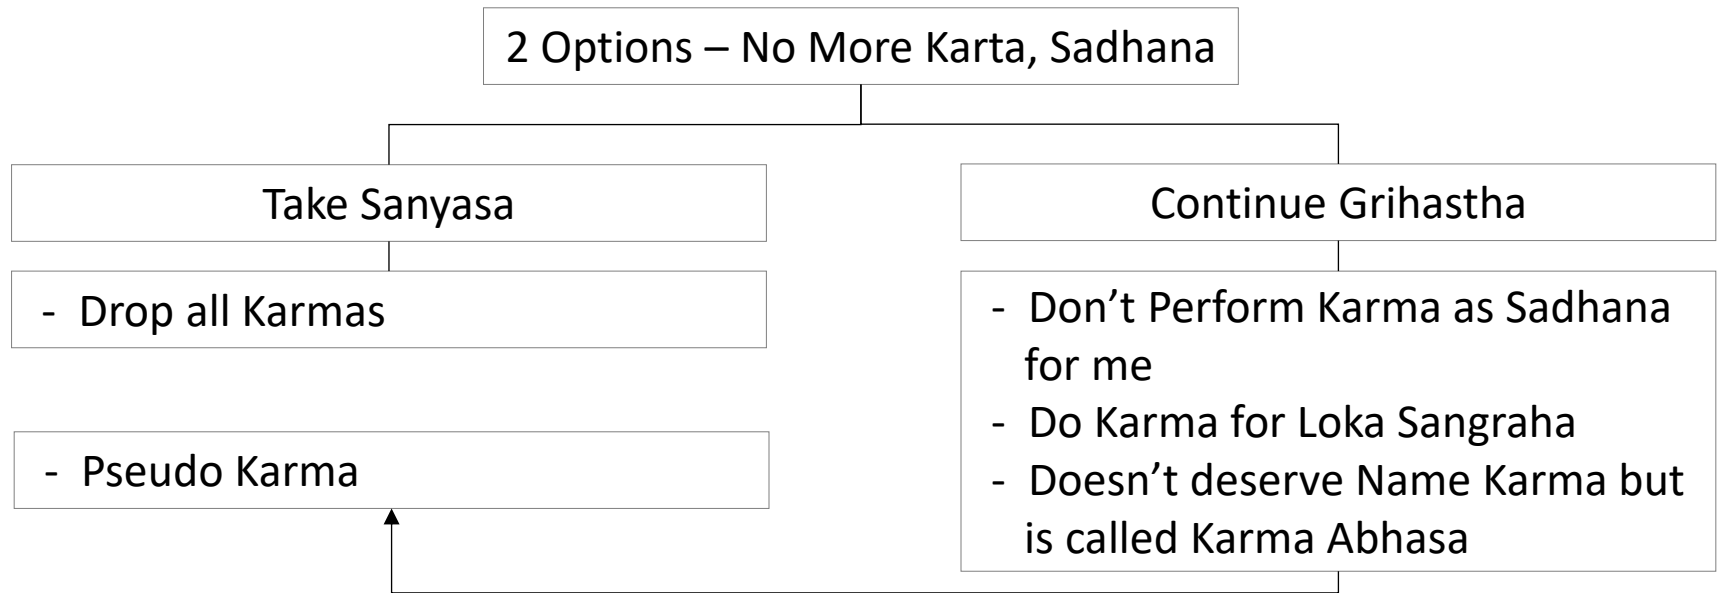 2 Options – No More Karta, Sadhana
Take Sanyasa
Continue Grihastha
- Drop all Karmas
- Don’t Perform Karma as Sadhana
for me
- Do Karma for Loka Sangraha
- Doesn’t deserve Name Karma but
is called Karma Abhasa
- Pseudo Karma